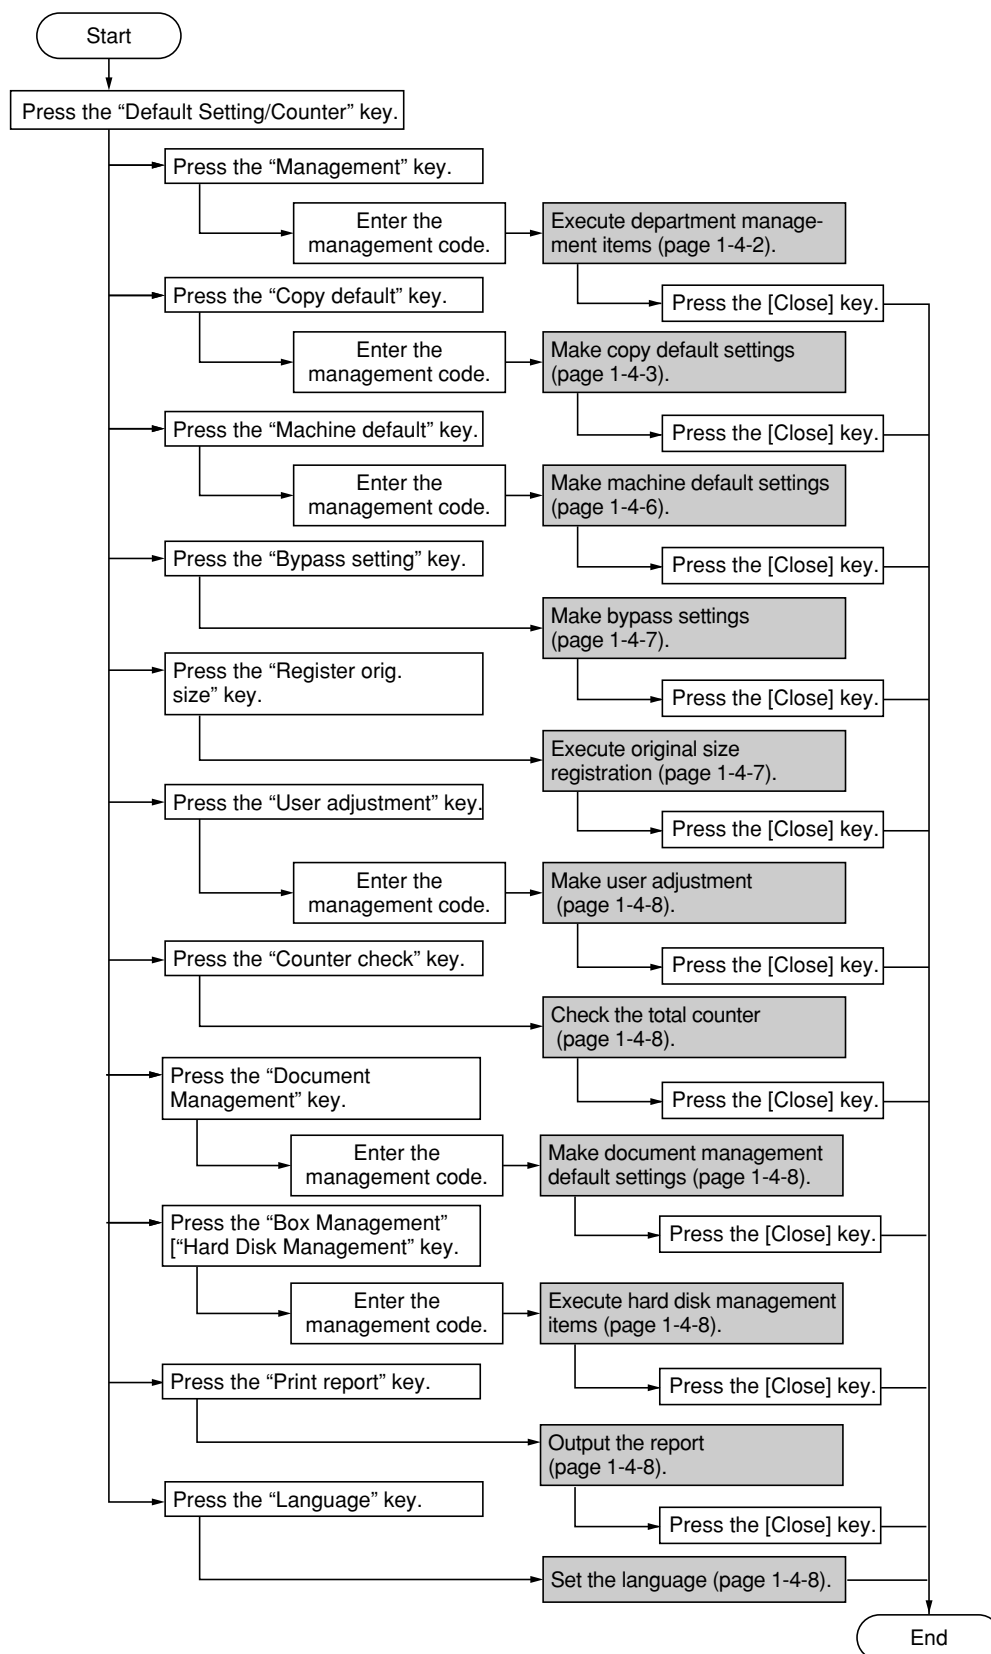 Start
Press the “Default Setting/Counter” key.
Press the “Management” key.
Enter the
management code.
Execute department manage-
ment items (page 1-4-2).
Press the [Close] key.
Press the “Copy default” key.
Enter the
management code.
Make copy default settings
(page 1-4-3).
Press the [Close] key.
Press the “Machine default” key.
Enter the
management code.
Make machine default settings
(page 1-4-6).
Press the [Close] key.
Press the “Bypass setting” key.
Make bypass settings
(page 1-4-7).
Press the [Close] key.
Press the “Register orig.
size” key.
Execute original size
registration (page 1-4-7).
Press the [Close] key.
Press the “User adjustment” key.
Enter the
management code.
Make user adjustment
(page 1-4-8).
Press the [Close] key.
Press the “Counter check” key.
Check the total counter
(page 1-4-8).
Press the [Close] key.
Press the “Document
Management” key.
Enter the
management code.
Make document management
default settings (page 1-4-8).
Press the [Close] key.
Press the “Box Management”
[“Hard Disk Management” key.
Enter the
management code.
Execute hard disk management
items (page 1-4-8).
Press the [Close] key.
Press the “Print report” key.
Output the report
(page 1-4-8).
Press the [Close] key.
Press the “Language” key.
Set the language (page 1-4-8).
End